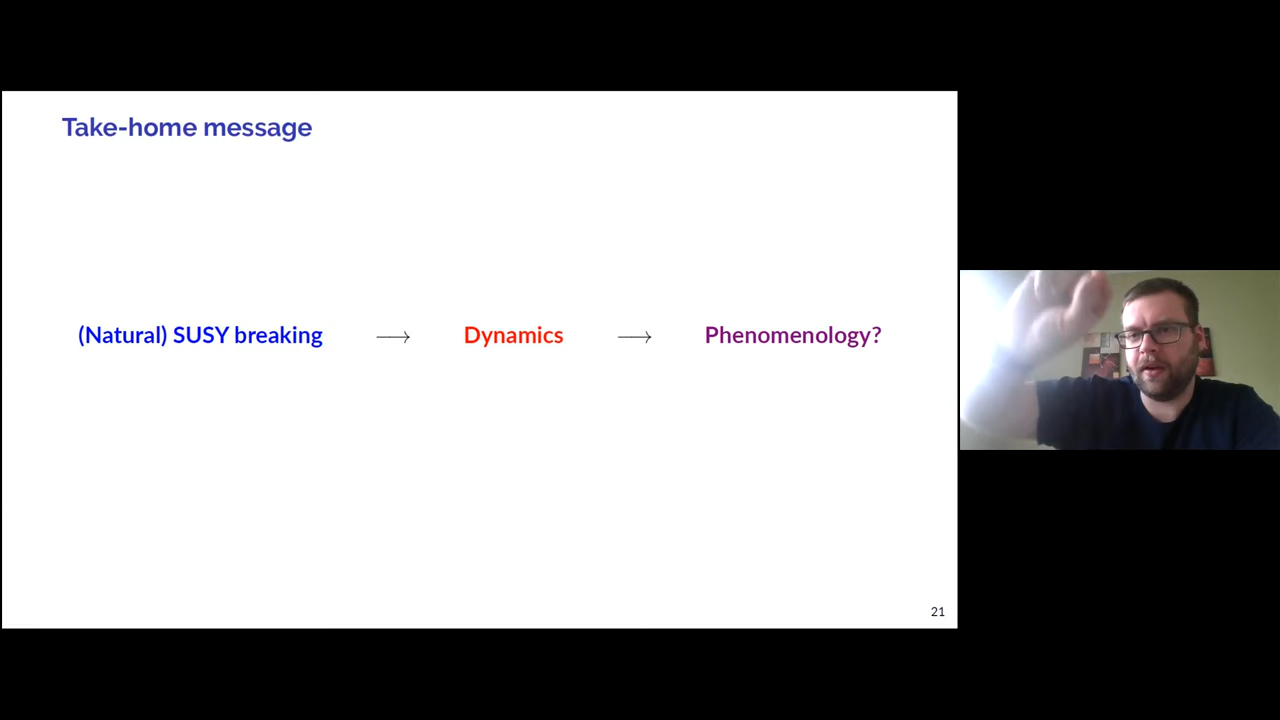 Take-home message
(Natural) SUSY breaking ⟶ Dynamics ⟶ Phenomenology?
21